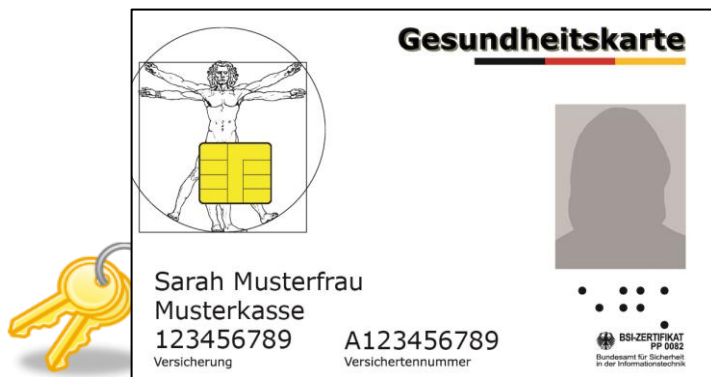 Gesundheitskarte
Sarah Musterfrau
Musterkasse
123456789 A123456789
Versicherung Versichertennummer
BSI-ZERTIFIKAT
PP 0082
Bundesamt für Sicherheit
in der Informationstechnik